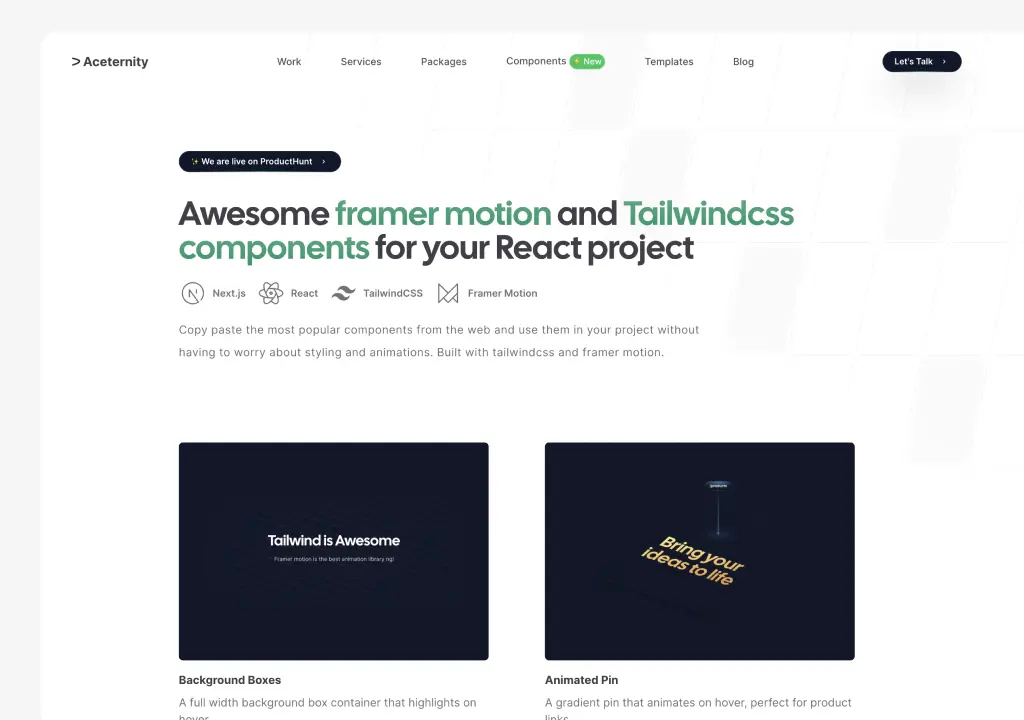 > Aceternity
Work
Services
Packages
Components ⚡ New
Templates
Blog
Let's Talk ›
✨ We are live on ProductHunt ›
Awesome framer motion and Tailwindcss
components for your React project
Next.js
React
TailwindCSS
Framer Motion
Copy paste the most popular components from the web and use them in your project without
having to worry about styling and animations. Built with tailwindcss and framer motion.
Tailwind is Awesome
Framer motion is the best animation library ngl
Bring your
ideas to life
Background Boxes
A full width background box container that highlights on
hover
Animated Pin
A gradient pin that animates on hover, perfect for product
links